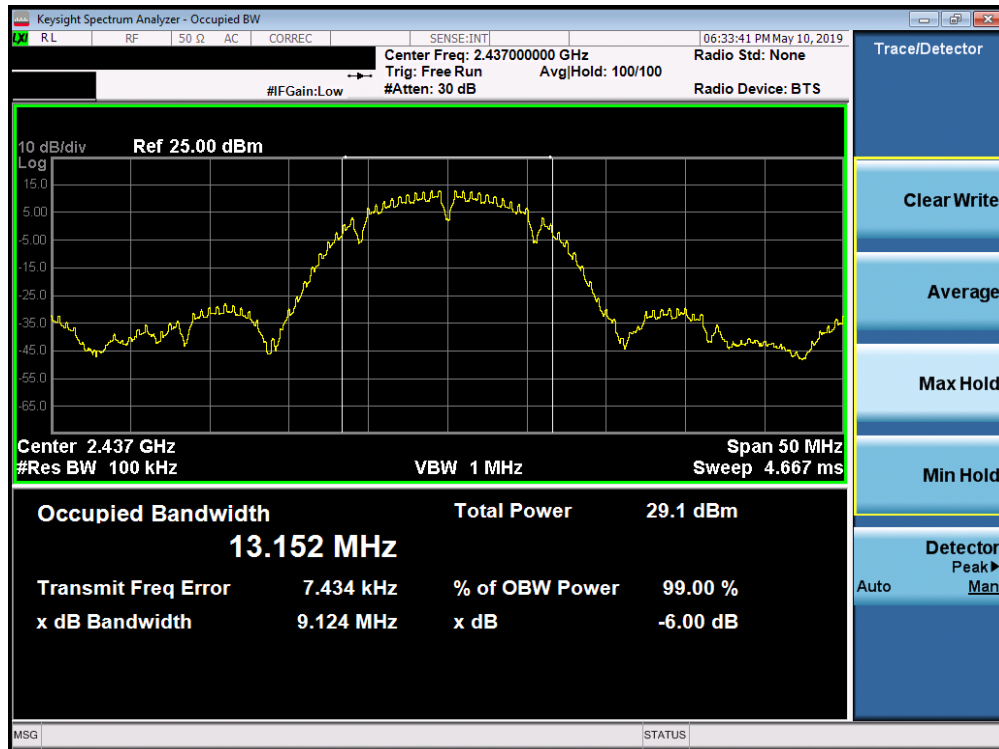 Keysight Spectrum Analyzer - Occupied BW
LXI RL RF 50 Ω AC CORREC SENSE:INT 06:33:41 PM May 10, 2019
Center Freq: 2.437000000 GHz Radio Std: None
Trig: Free Run Avg|Hold: 100/100
#IFGain:Low #Atten: 30 dB Radio Device: BTS
10 dB/div Ref 25.00 dBm
Log
15.0
5.00
-5.00
-15.0
-25.0
-35.0
-45.0
-55.0
-65.0
Center 2.437 GHz Span 50 MHz
#Res BW 100 kHz VBW 1 MHz Sweep 4.667 ms
Occupied Bandwidth Total Power 29.1 dBm
13.152 MHz
Transmit Freq Error 7.434 kHz % of OBW Power 99.00 %
x dB Bandwidth 9.124 MHz x dB -6.00 dB
MSG STATUS
Trace/Detector
Clear Write
Average
Max Hold
Min Hold
Detector
Peak▶
Auto Man